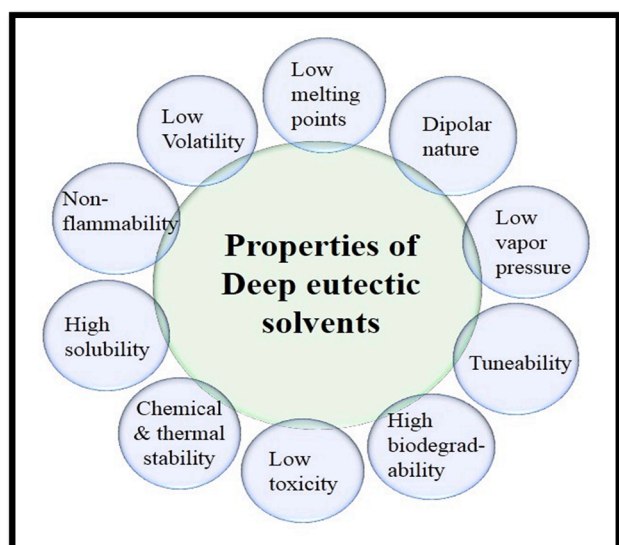 Properties of
Deep eutectic
solvents
Low
melting
points
Dipolar
nature
Low
vapor
pressure
Tuneability
High
biodegrad-
ability
Low
toxicity
Chemical
& thermal
stability
High
solubility
Non-
flammability
Low
Volatility